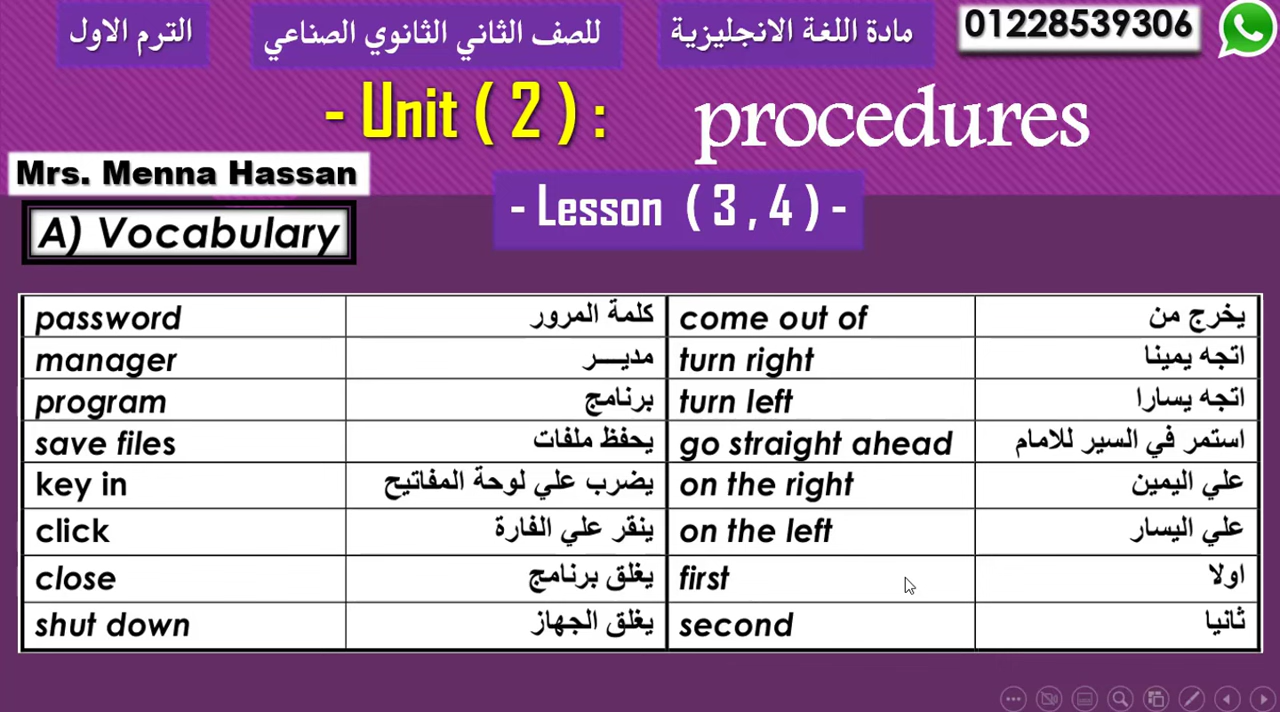 الترم الاول للصف الثاني الثانوي الصناعي مادة اللغة الانجليزية 01228539306
- Unit ( 2 ) : procedures
Mrs. Menna Hassan
- Lesson ( 3 , 4 ) -
A) Vocabulary
password كلمة المرور come out of يخرج من
manager مديـــر turn right اتجه يمينا
program برنامج turn left اتجه يسارا
save files يحفظ ملفات go straight ahead استمر في السير للامام
key in يضرب علي لوحة المفاتيح on the right علي اليمين
click ينقر علي الفارة on the left علي اليسار
close يغلق برنامج first اولا
shut down يغلق الجهاز second ثانيا